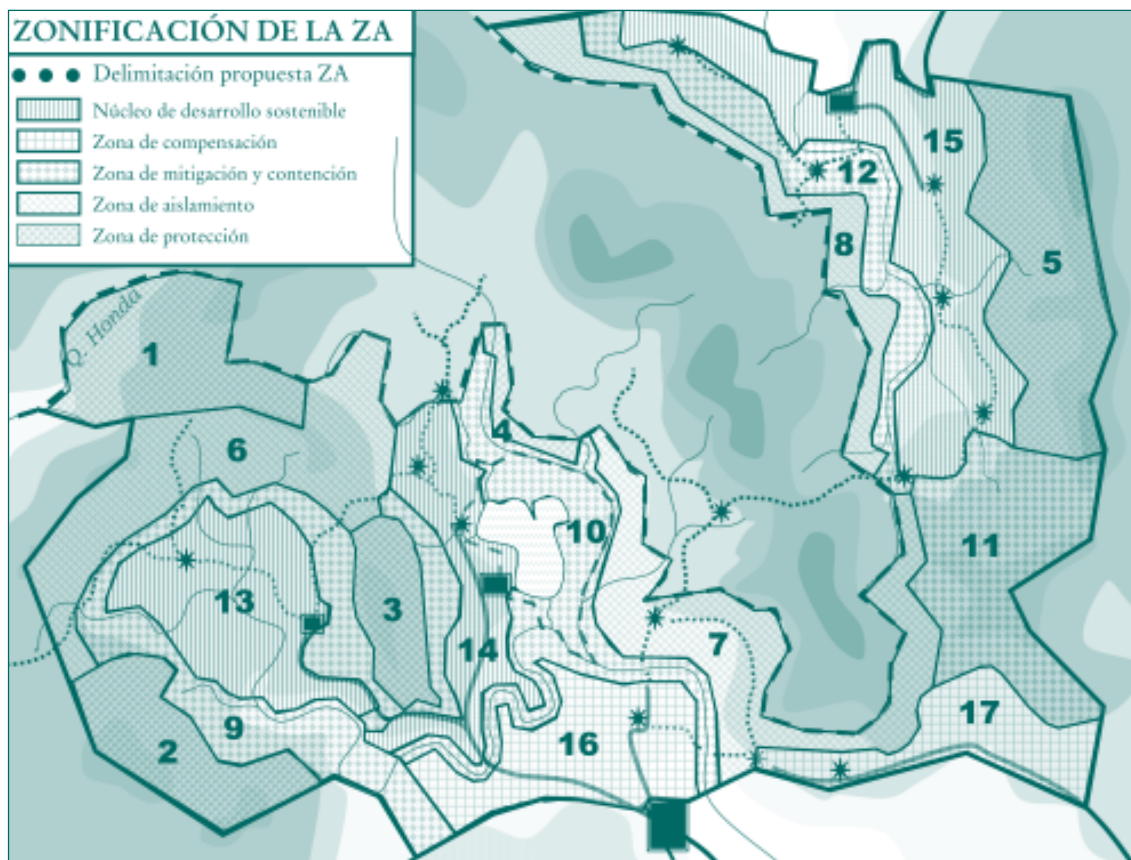 ZONIFICACIÓN DE LA ZA
Delimitación propuesta ZA
Núcleo de desarrollo sostenible
Zona de compensación
Zona de mitigación y contención
Zona de aislamiento
Zona de protección
15
12
8
5
Q. Honda
1
4
6
10
11
13
3
14
7
17
9
2
16